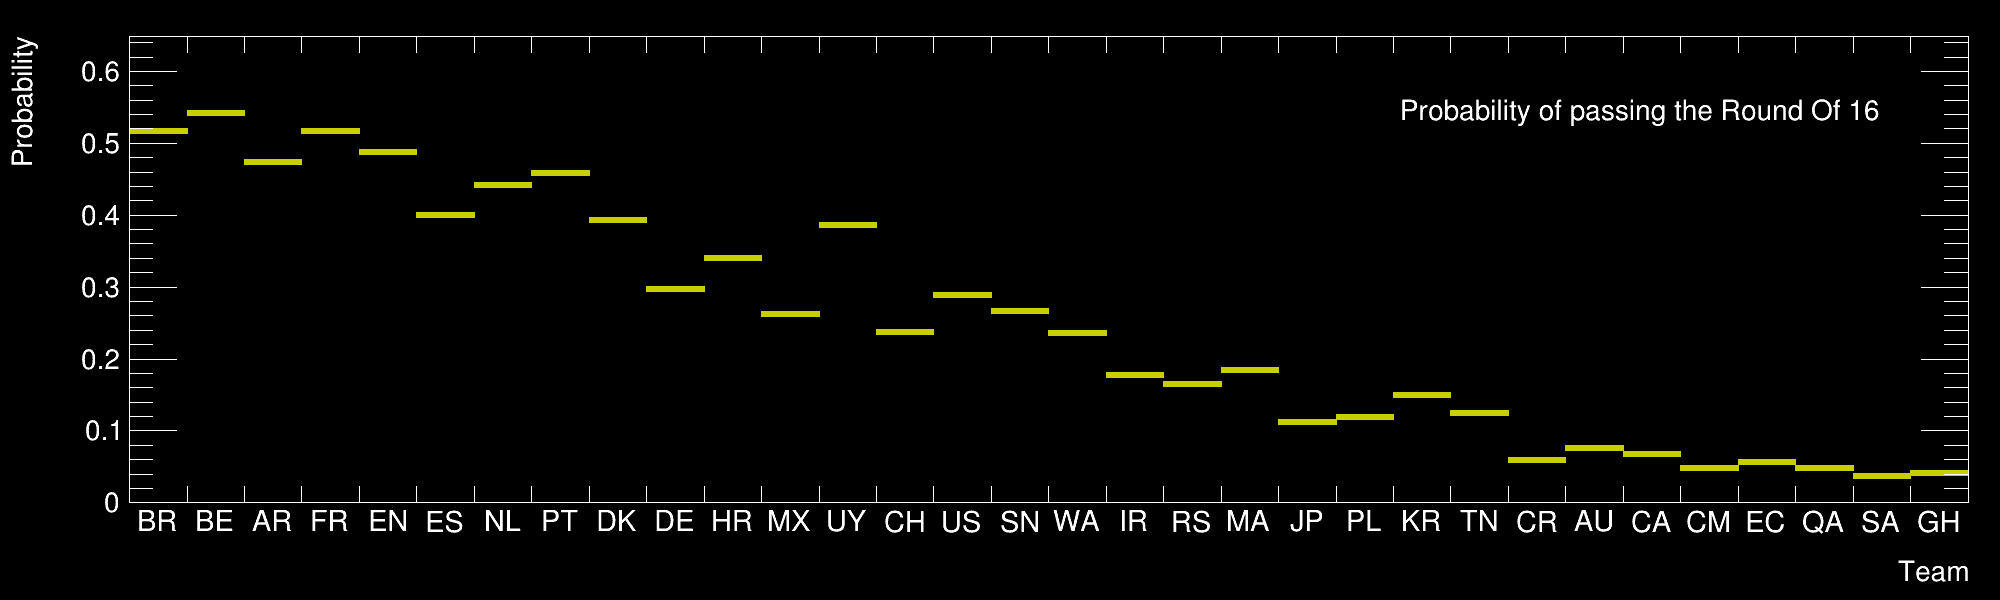 Probability
0.6
0.5
0.4
0.3
0.2
0.1
0
Probability of passing the Round Of 16
BR BE AR FR EN ES NL PT DK DE HR MX UY CH US SN WA IR RS MA JP PL KR TN CR AU CA CM EC QA SA GH
Team